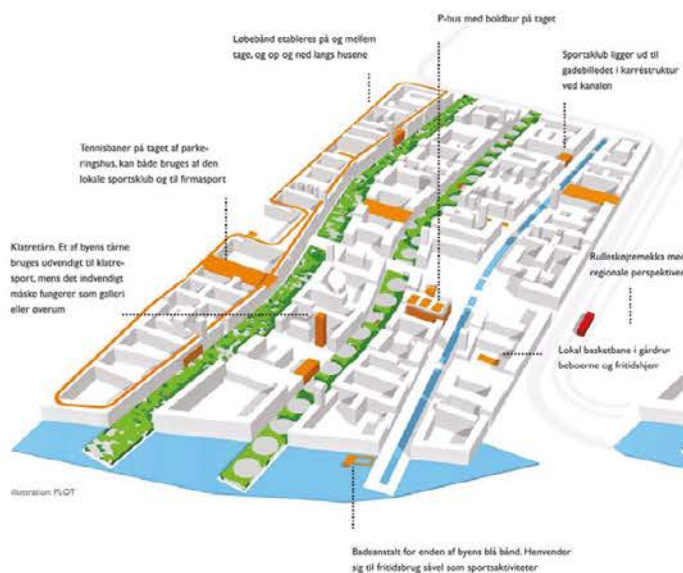 P-hus med boldbur på taget
Løbebånd etableres på og mellem
tage, og op og ned langs husene
Sportsklub ligger ud til
gadebilledet i karréstruktur
ved kanalen
Tennisbaner på taget af parke-
ringshus, kan både bruges af den
lokale sportsklub og til firmasport
Klatretårn. Et af byens tårne
bruges udvendigt til klatre-
sport, mens det indvendigt
måske fungerer som galleri
eller øverum
Rulleskøjtemekka med
regionale perspektiver
Lokal basketbane i gårdrum
beboerne og fritidshjem
Illustration: PLOT
Badeanstalt for enden af byens blå bånd. Henvender
sig til fritidsbrug såvel som sportsaktiviteter